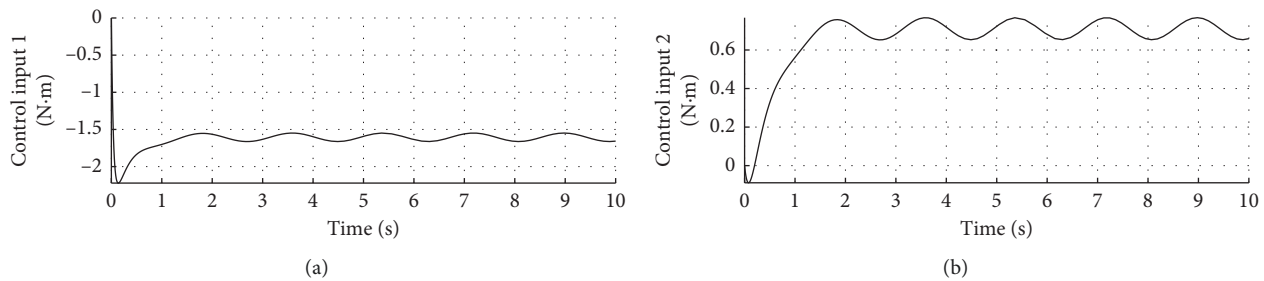 Control input 1
(N·m)
0
−0.5
−1
−1.5
−2
0 1 2 3 4 5 6 7 8 9 10
Time (s)
(a)
Control input 2
(N·m)
0.6
0.4
0.2
0
0 1 2 3 4 5 6 7 8 9 10
Time (s)
(b)